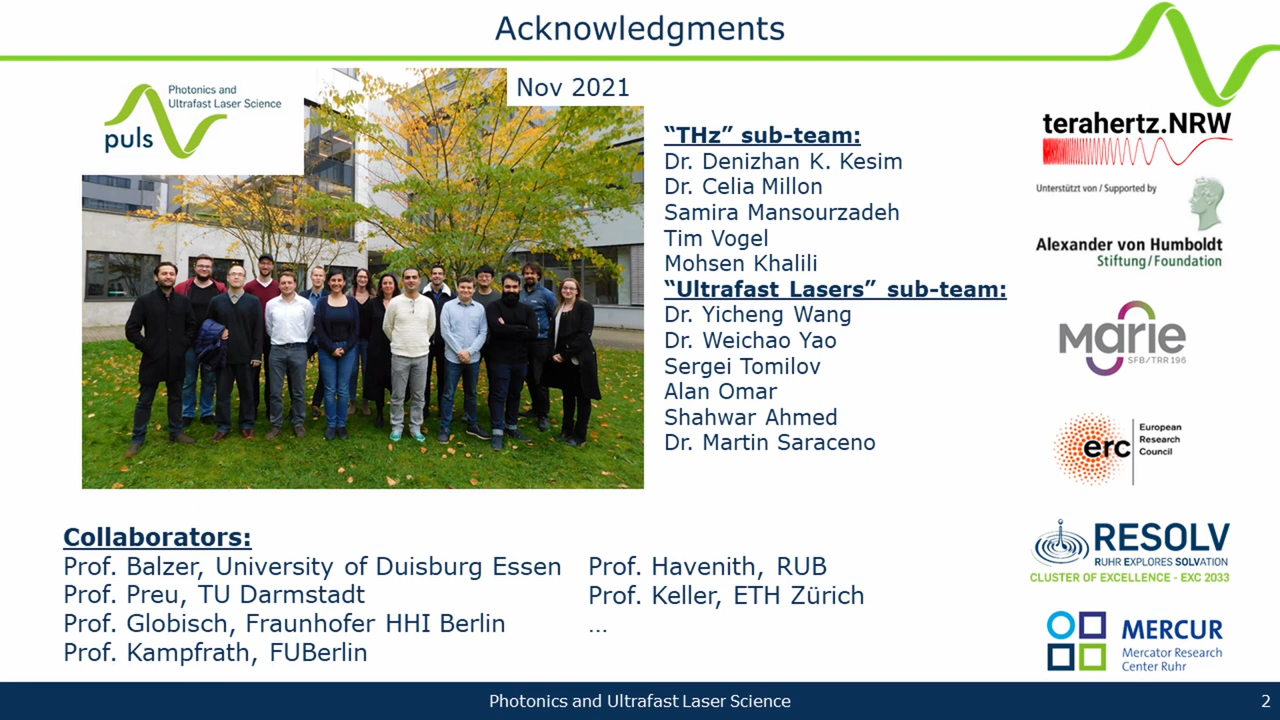 Acknowledgments
Photonics and
Ultrafast Laser Science
puls
Nov 2021
“THz” sub-team:
Dr. Denizhan K. Kesim
Dr. Celia Millon
Samira Mansourzadeh
Tim Vogel
Mohsen Khalili
“Ultrafast Lasers” sub-team:
Dr. Yicheng Wang
Dr. Weichao Yao
Sergei Tomilov
Alan Omar
Shahwar Ahmed
Dr. Martin Saraceno
terahertz.NRW
Unterstützt von / Supported by
Alexander von Humboldt
Stiftung/Foundation
Marie
SFB/TRR 196
erc
European
Research
Council
RESOLV
RUHR EXPLORES SOLVATION
CLUSTER OF EXCELLENCE - EXC 2033
MERCUR
Mercator Research
Center Ruhr
Collaborators:
Prof. Balzer, University of Duisburg Essen
Prof. Preu, TU Darmstadt
Prof. Globisch, Fraunhofer HHI Berlin
Prof. Kampfrath, FUBerlin
Prof. Havenith, RUB
Prof. Keller, ETH Zürich
...
Photonics and Ultrafast Laser Science
2